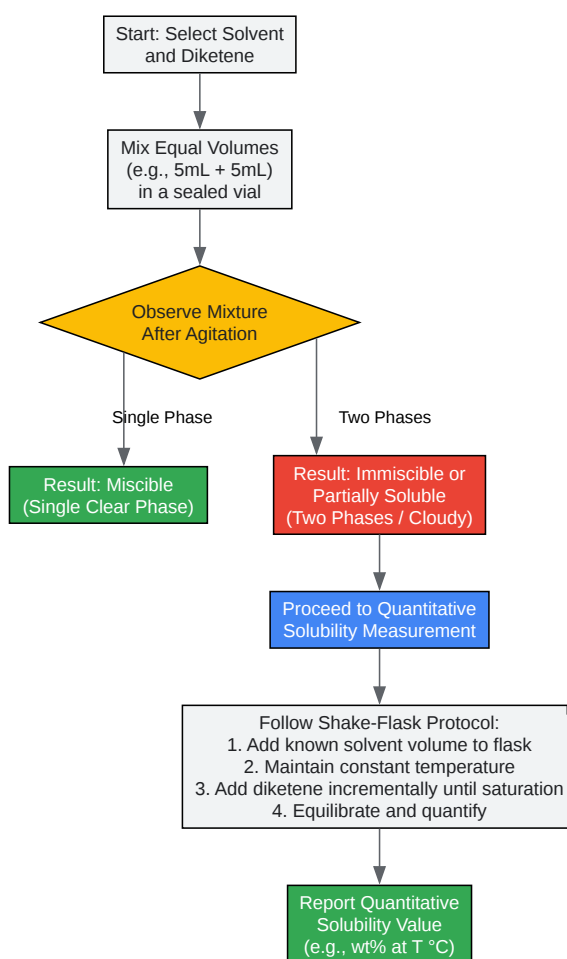 Start: Select Solvent
and Diketene
Mix Equal Volumes
(e.g., 5mL + 5mL)
in a sealed vial
Observe Mixture
After Agitation
Single Phase
Two Phases
Result: Miscible
(Single Clear Phase)
Result: Immiscible or
Partially Soluble
(Two Phases / Cloudy)
Proceed to Quantitative
Solubility Measurement
Follow Shake-Flask Protocol:
1. Add known solvent volume to flask
2. Maintain constant temperature
3. Add diketene incrementally until saturation
4. Equilibrate and quantify
Report Quantitative
Solubility Value
(e.g., wt% at T °C)